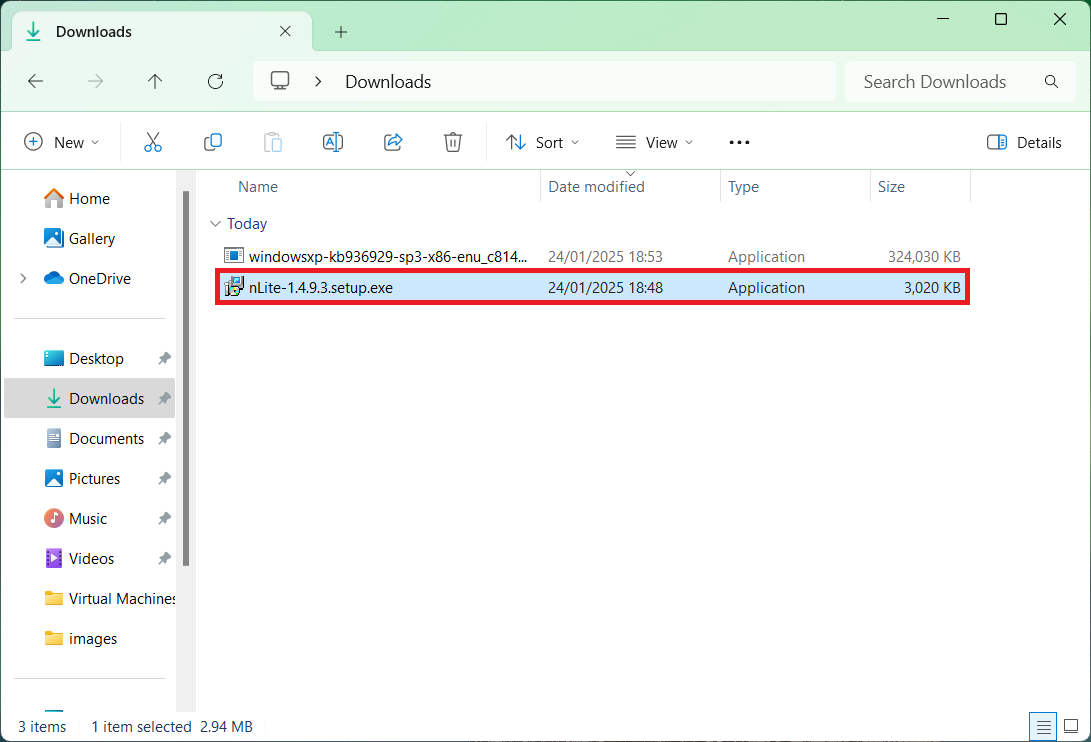 Downloads
Downloads
Search Downloads
New
Sort
View
Details
Name
Date modified
Type
Size
Home
Gallery
OneDrive
Desktop
Downloads
Documents
Pictures
Music
Videos
Virtual Machines
images
Today
windowsxp-kb936929-sp3-x86-enu_c814... 24/01/2025 18:53 Application 324,030 KB
nLite-1.4.9.3.setup.exe 24/01/2025 18:48 Application 3,020 KB
3 items 1 item selected 2.94 MB